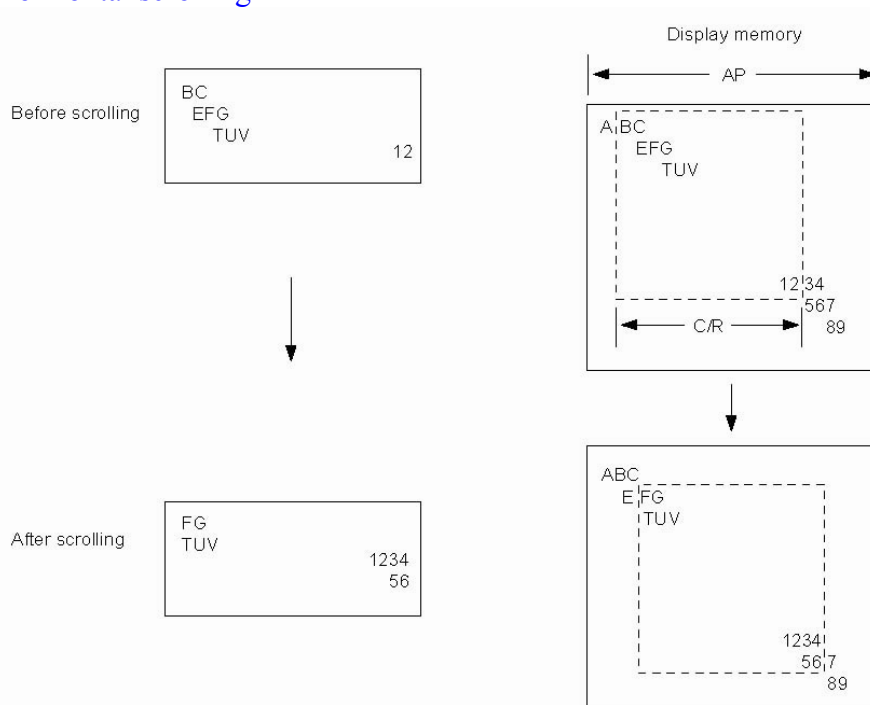 Display memory
AP
Before scrolling
BC
EFG
TUV
12
A BC
EFG
TUV
12 34
567
89
C/R
After scrolling
FG
TUV
1234
56
ABC
E FG
TUV
1234
56 7
89